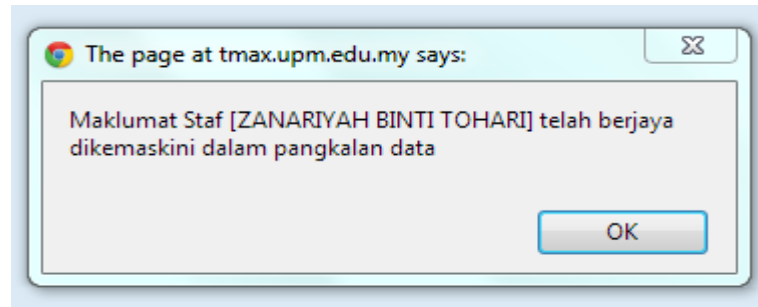 The page at tmax.upm.edu.my says:
Maklumat Staf [ZANARIYAH BINTI TOHARI] telah berjaya
dikemaskini dalam pangkalan data
OK